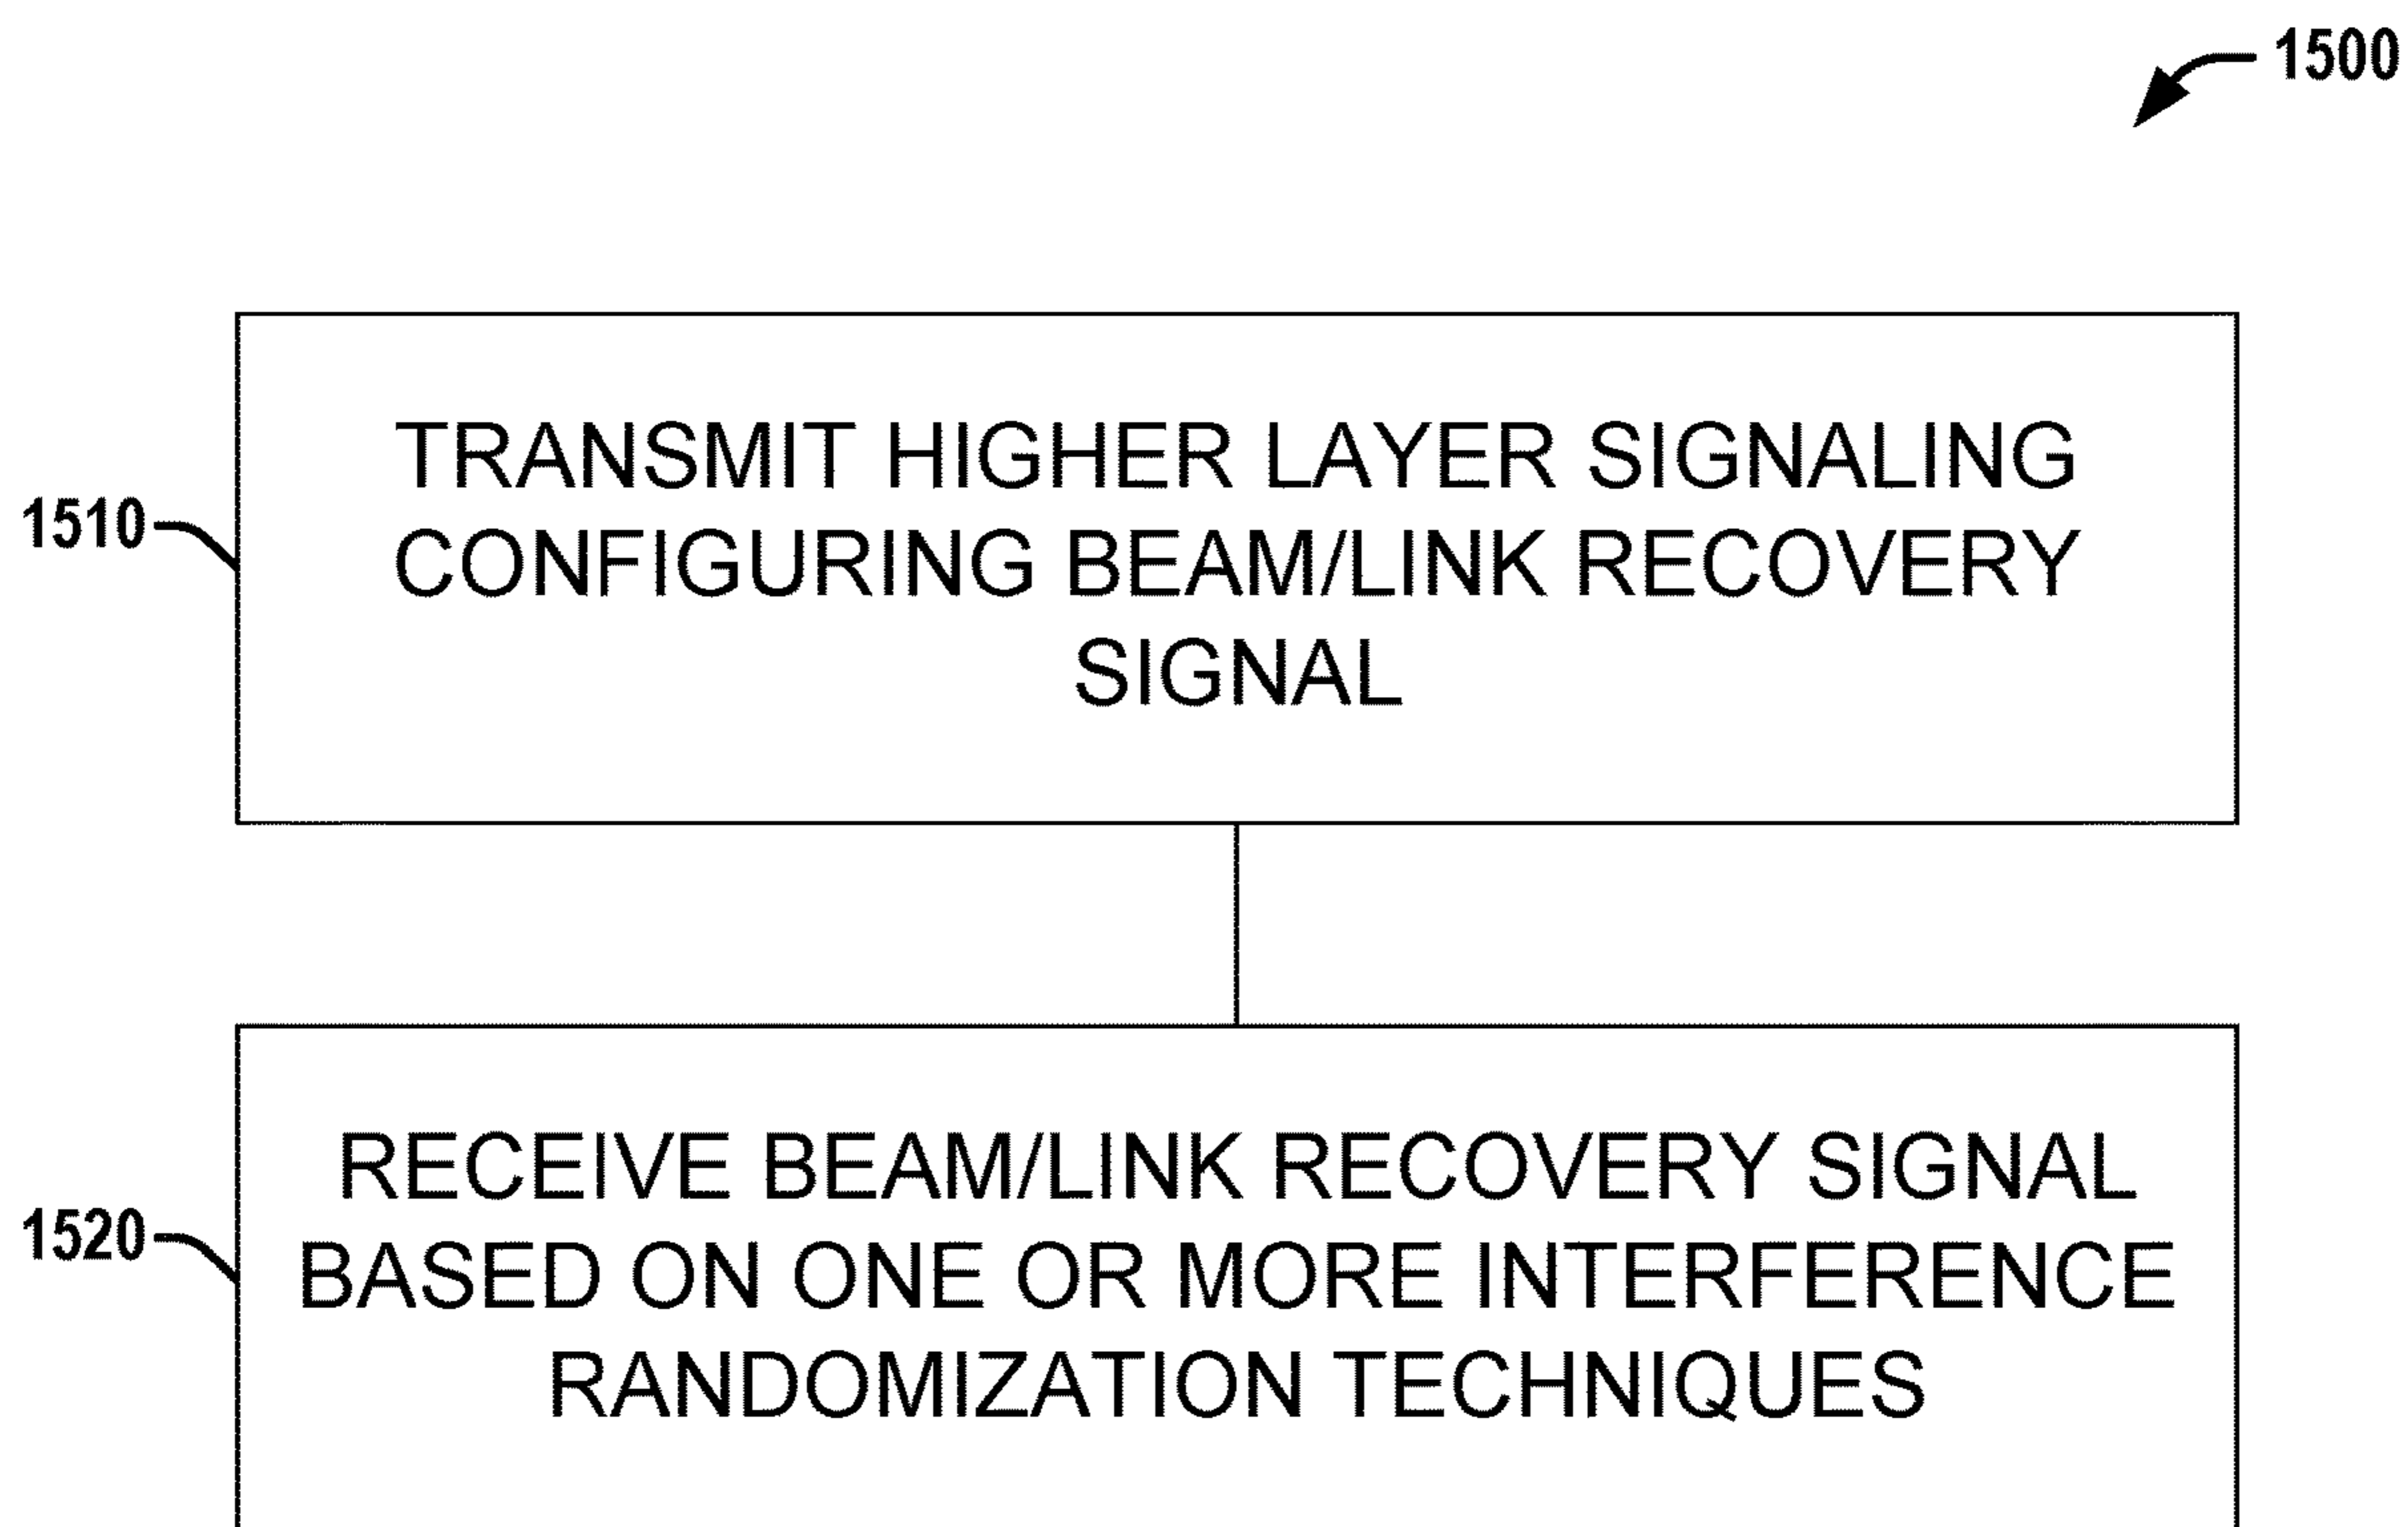 1500
TRANSMIT HIGHER LAYER SIGNALING
CONFIGURING BEAM/LINK RECOVERY
SIGNAL
1510
RECEIVE BEAM/LINK RECOVERY SIGNAL
BASED ON ONE OR MORE INTERFERENCE
RANDOMIZATION TECHNIQUES
1520